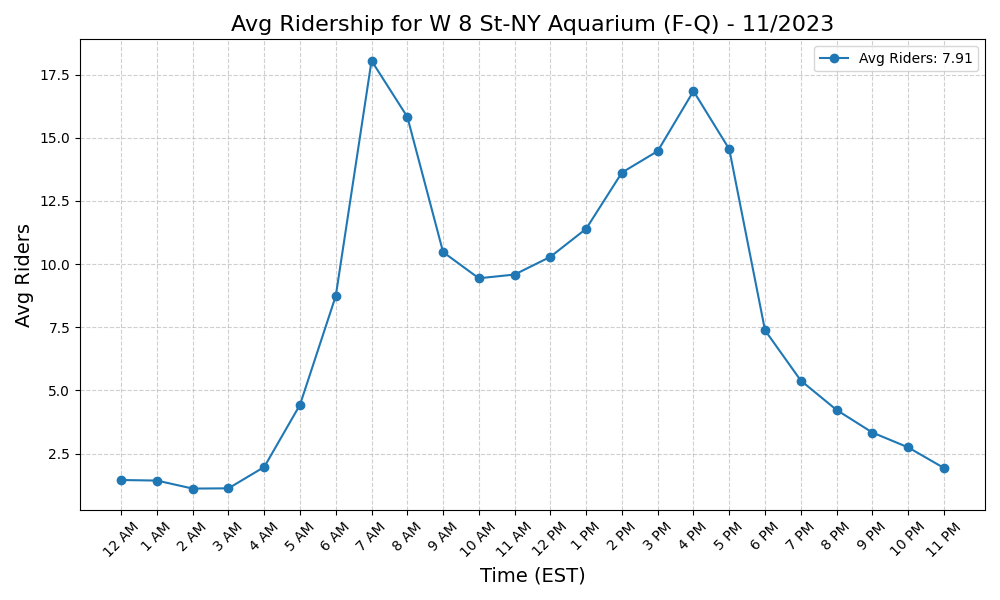 Avg Ridership for W 8 St-NY Aquarium (F-Q) - 11/2023
Avg Riders: 7.91
Avg Riders
17.5
15.0
12.5
10.0
7.5
5.0
2.5
12 AM
1 AM
2 AM
3 AM
4 AM
5 AM
6 AM
7 AM
8 AM
9 AM
10 AM
11 AM
12 PM
1 PM
2 PM
3 PM
4 PM
5 PM
6 PM
7 PM
8 PM
9 PM
10 PM
11 PM
Time (EST)